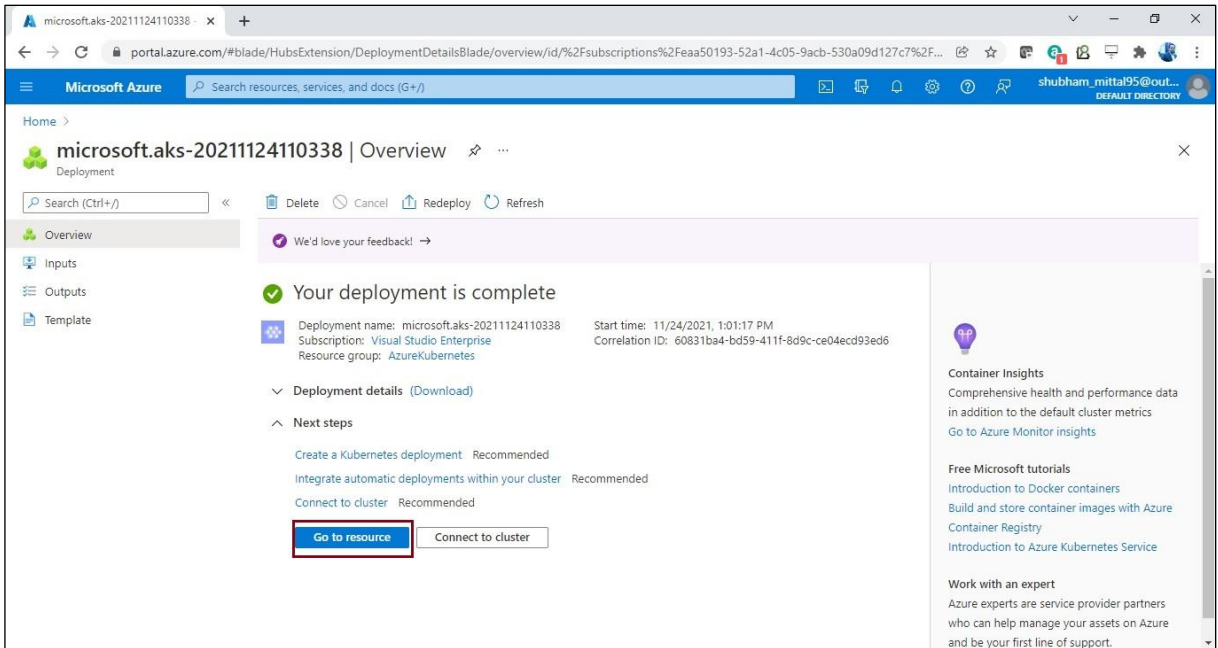 microsoft.aks-20211124110338 -
portal.azure.com/#blade/HubsExtension/DeploymentDetailsBlade/overview/id/%2Fsubscriptions%2Feaa50193-52a1-4c05-9acb-530a09d127c7%2F...
1
Microsoft Azure
Search resources, services, and docs (G+/)
shubham_mittal95@out...
DEFAULT DIRECTORY
Home >
microsoft.aks-20211124110338 | Overview
Deployment
Search (Ctrl+/)
«
Delete
Cancel
Redeploy
Refresh
Overview
Inputs
Outputs
Template
We'd love your feedback! →
Your deployment is complete
Deployment name: microsoft.aks-20211124110338
Subscription: Visual Studio Enterprise
Resource group: AzureKubernetes
Start time: 11/24/2021, 1:01:17 PM
Correlation ID: 60831ba4-bd59-411f-8d9c-ce04ecd93ed6
Deployment details (Download)
Next steps
Create a Kubernetes deployment Recommended
Integrate automatic deployments within your cluster Recommended
Connect to cluster Recommended
Go to resource
Connect to cluster
Container Insights
Comprehensive health and performance data
in addition to the default cluster metrics
Go to Azure Monitor insights
Free Microsoft tutorials
Introduction to Docker containers
Build and store container images with Azure
Container Registry
Introduction to Azure Kubernetes Service
Work with an expert
Azure experts are service provider partners
who can help manage your assets on Azure
and be your first line of support.